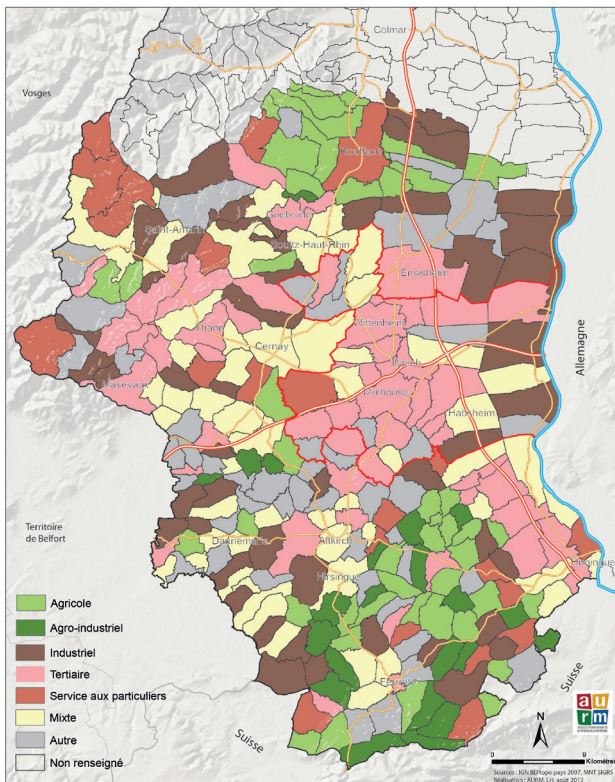 Colmar
Vosges
Rouffach
Guebwiller
Saint-Amarin
Soultz-Haut-Rhin
Ensisheim
Wittenheim
Thann
Cernay
Illzach
Masevaux
Mulhouse
Habsheim
Allemagne
Territoire
de Belfort
Dannemarie
Altkirch
Hirsingue
Huningue
Ferrette
Suisse
Suisse
Agricole
Agro-industriel
Industriel
Tertiaire
Service aux particuliers
Mixte
Autre
Non renseigné
aurm
N
0 9
Kilomètres
Sources : IGN BD topo pays 2007, MNT
Réalisation : AURM, LH, août 2012